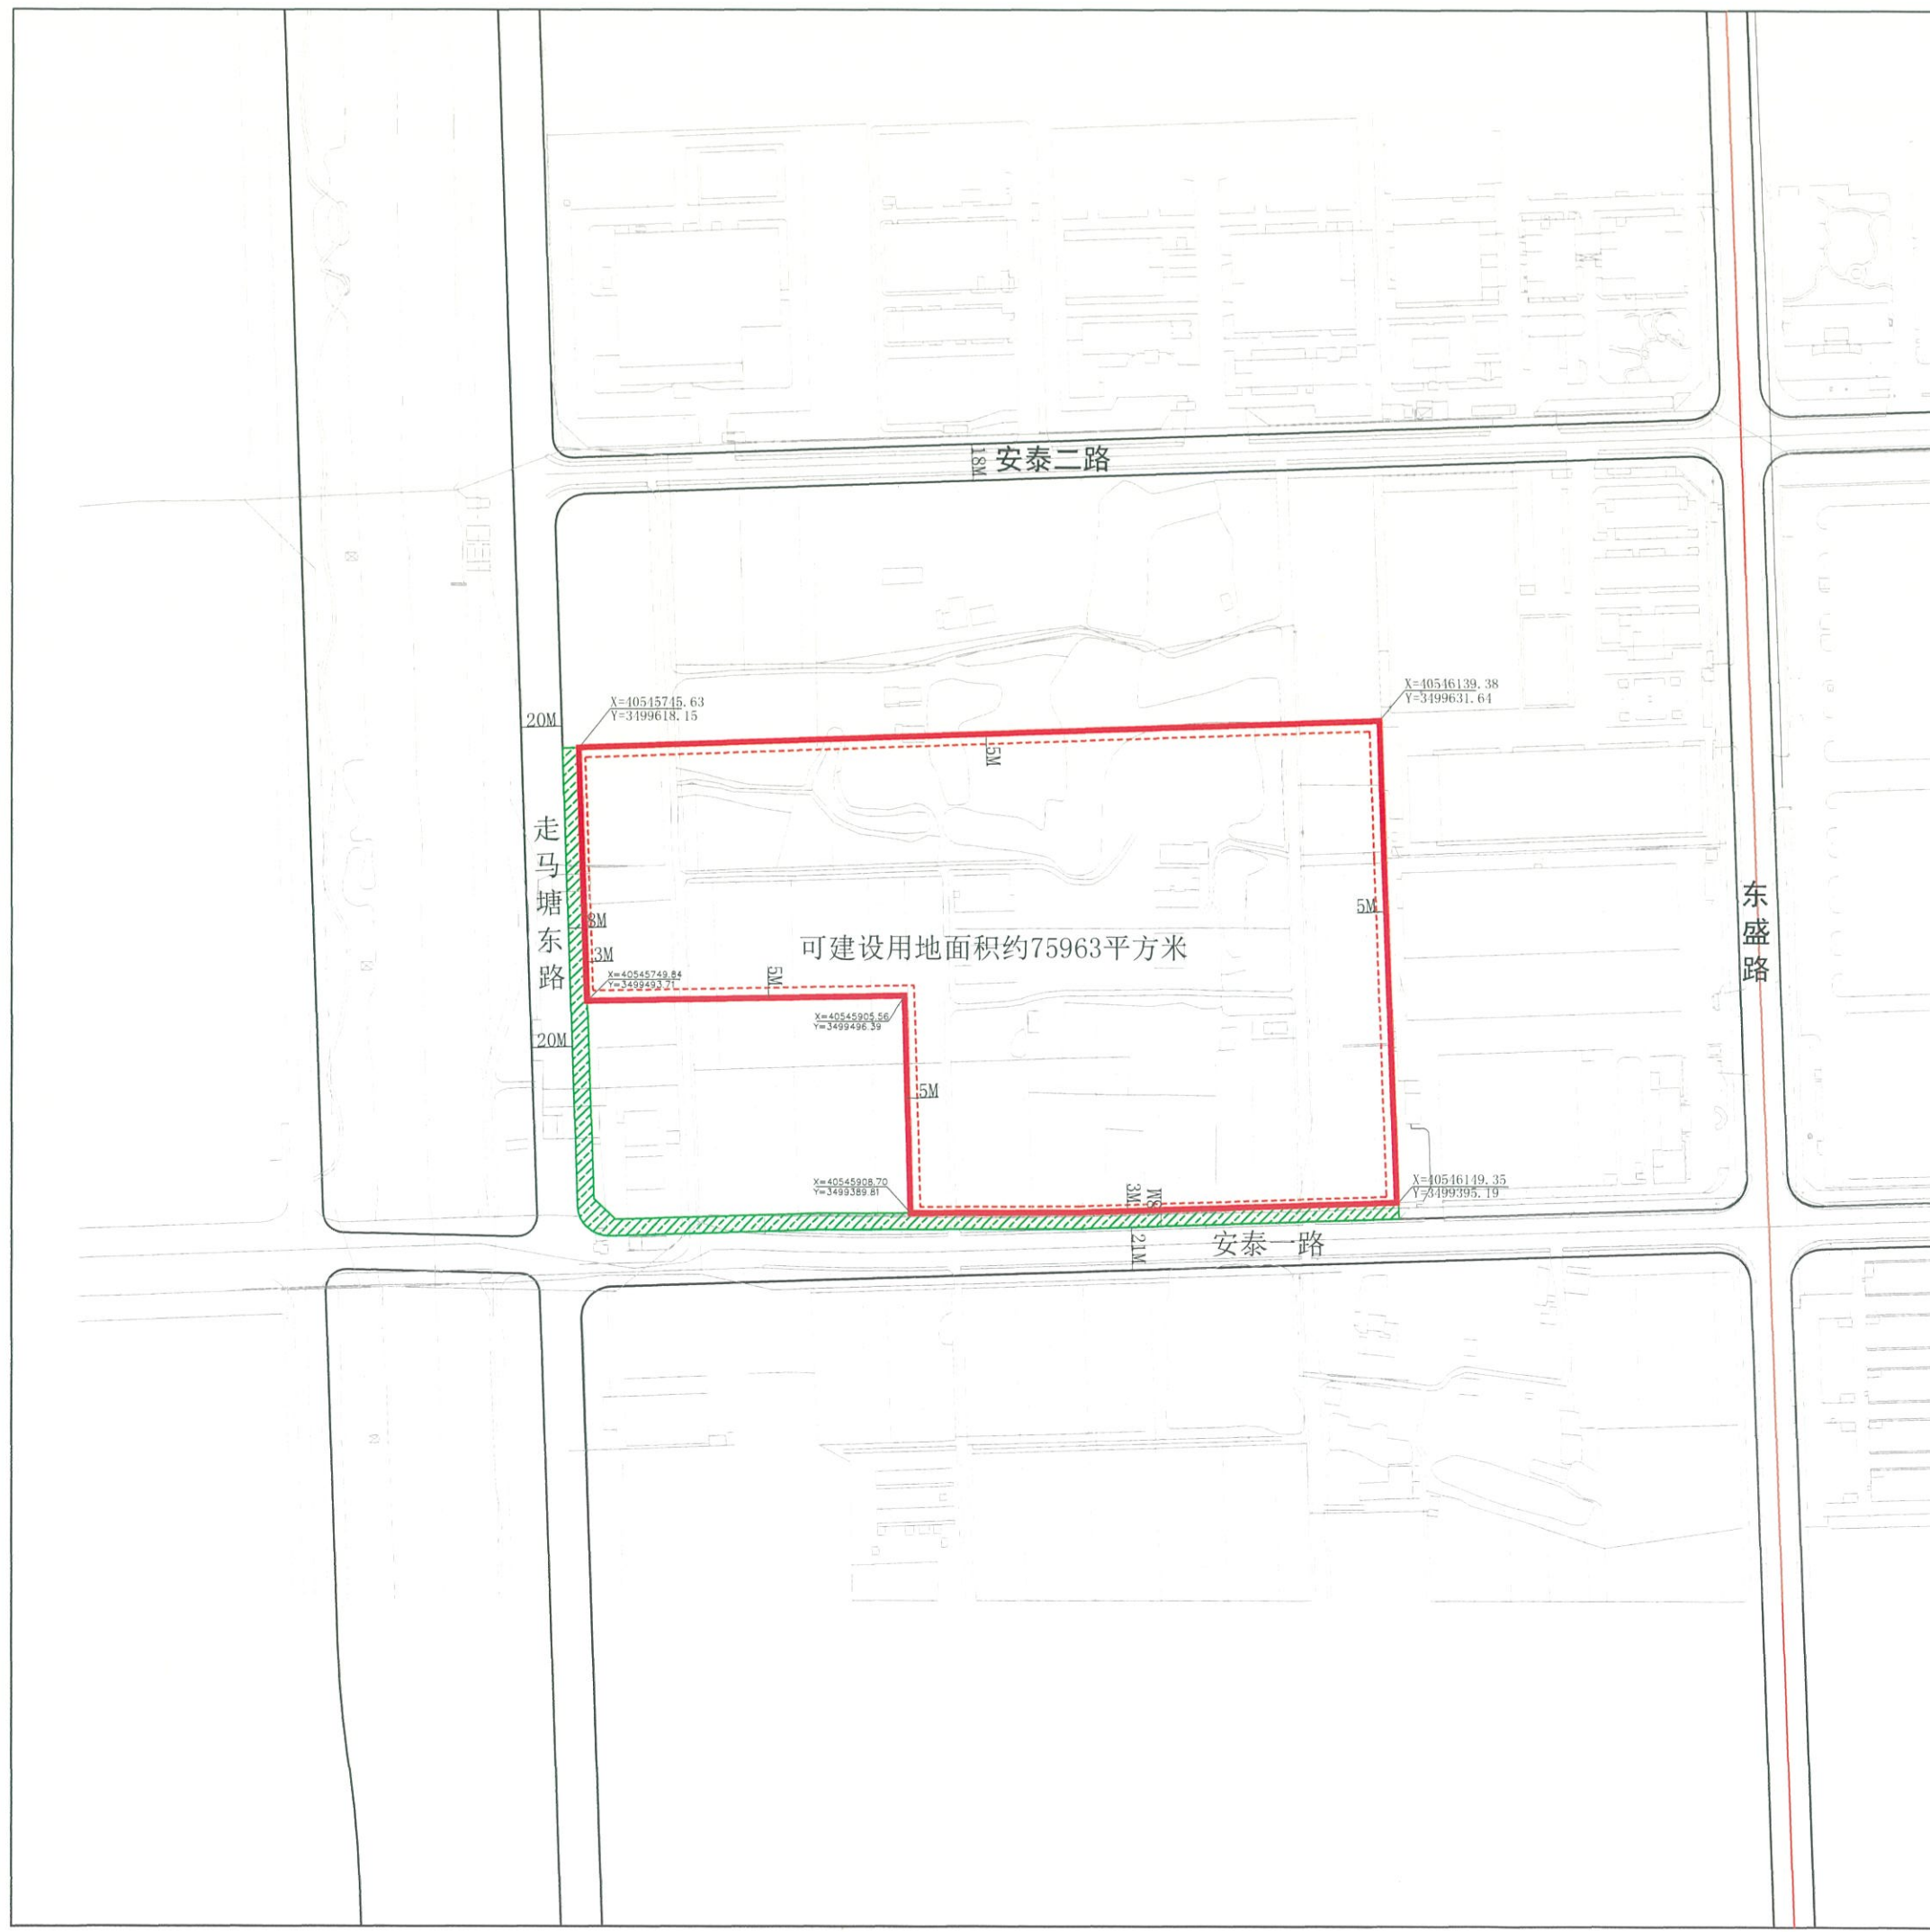 18M
安泰二路
X=40545745.63
Y=3499618.15
X=40546139.38
Y=3499631.64
20M
5M
走马塘东路
东盛路
5M
8M
可建设用地面积约75963平方米
3M
X=40545749.84
Y=3499493.71
5M
X=40545905.56
Y=3499496.39
20M
5M
X=40545908.70
Y=3499389.81
3M
8M
X=40546149.35
Y=3499395.19
21M
安泰一路